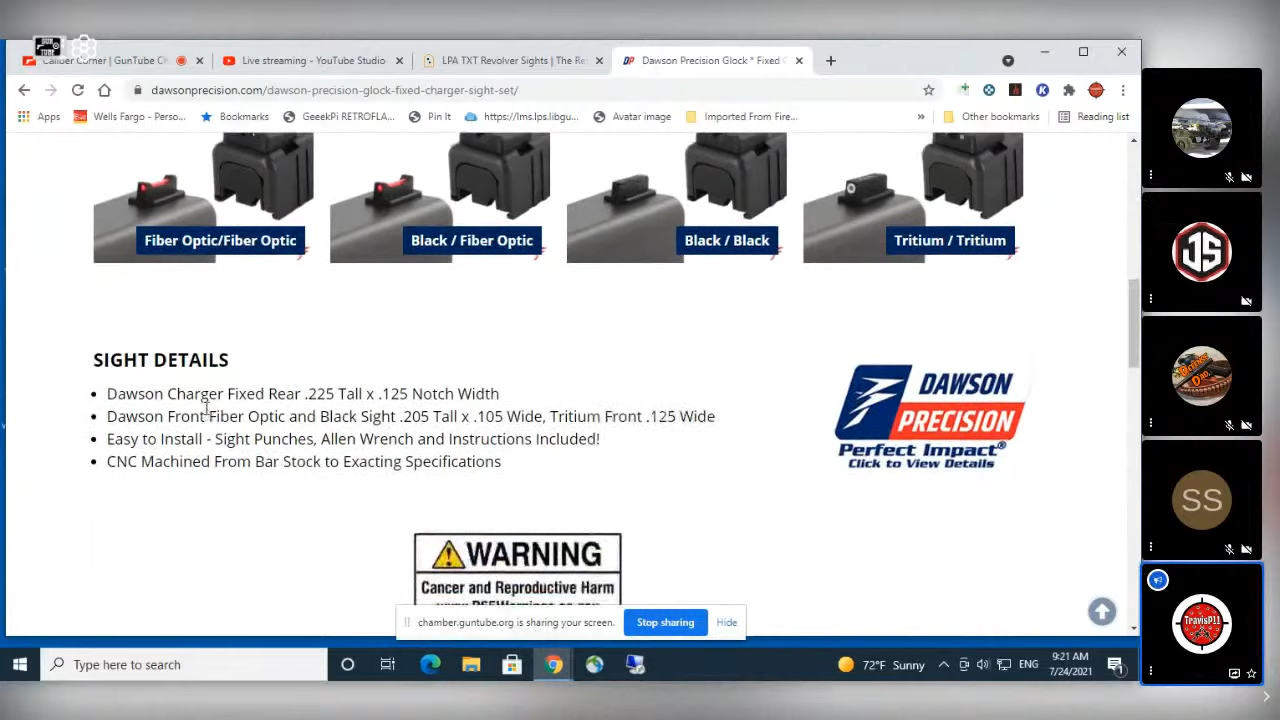 GUN
TUBE
Caliber Corner | GunTube Ch
Live streaming - YouTube Studio
LPA TXT Revolver Sights | The Re
DP
Dawson Precision Glock * Fixed C
dawsonprecision.com/dawson-precision-glock-fixed-charger-sight-set/
K
Apps
Wells Fargo - Perso...
Bookmarks
GeeekPi RETROFLA...
Pin It
https://lms.lps.libgu...
Avatar image
Imported From Fire...
»
Other bookmarks
Reading list
Fiber Optic/Fiber Optic
Black / Fiber Optic
Black / Black
Tritium / Tritium
SIGHT DETAILS
• Dawson Charger Fixed Rear .225 Tall x .125 Notch Width
• Dawson Front Fiber Optic and Black Sight .205 Tall x .105 Wide, Tritium Front .125 Wide
• Easy to Install - Sight Punches, Allen Wrench and Instructions Included!
• CNC Machined From Bar Stock to Exacting Specifications
DAWSON
PRECISION
Perfect Impact®
Click to View Details
WARNING
Cancer and Reproductive Harm
chamber.guntube.org is sharing your screen.
Stop sharing
Hide
Type here to search
72°F Sunny
ENG
9:21 AM
7/24/2021
1
JS
DEFENSE
DAD
SS
TravisP11